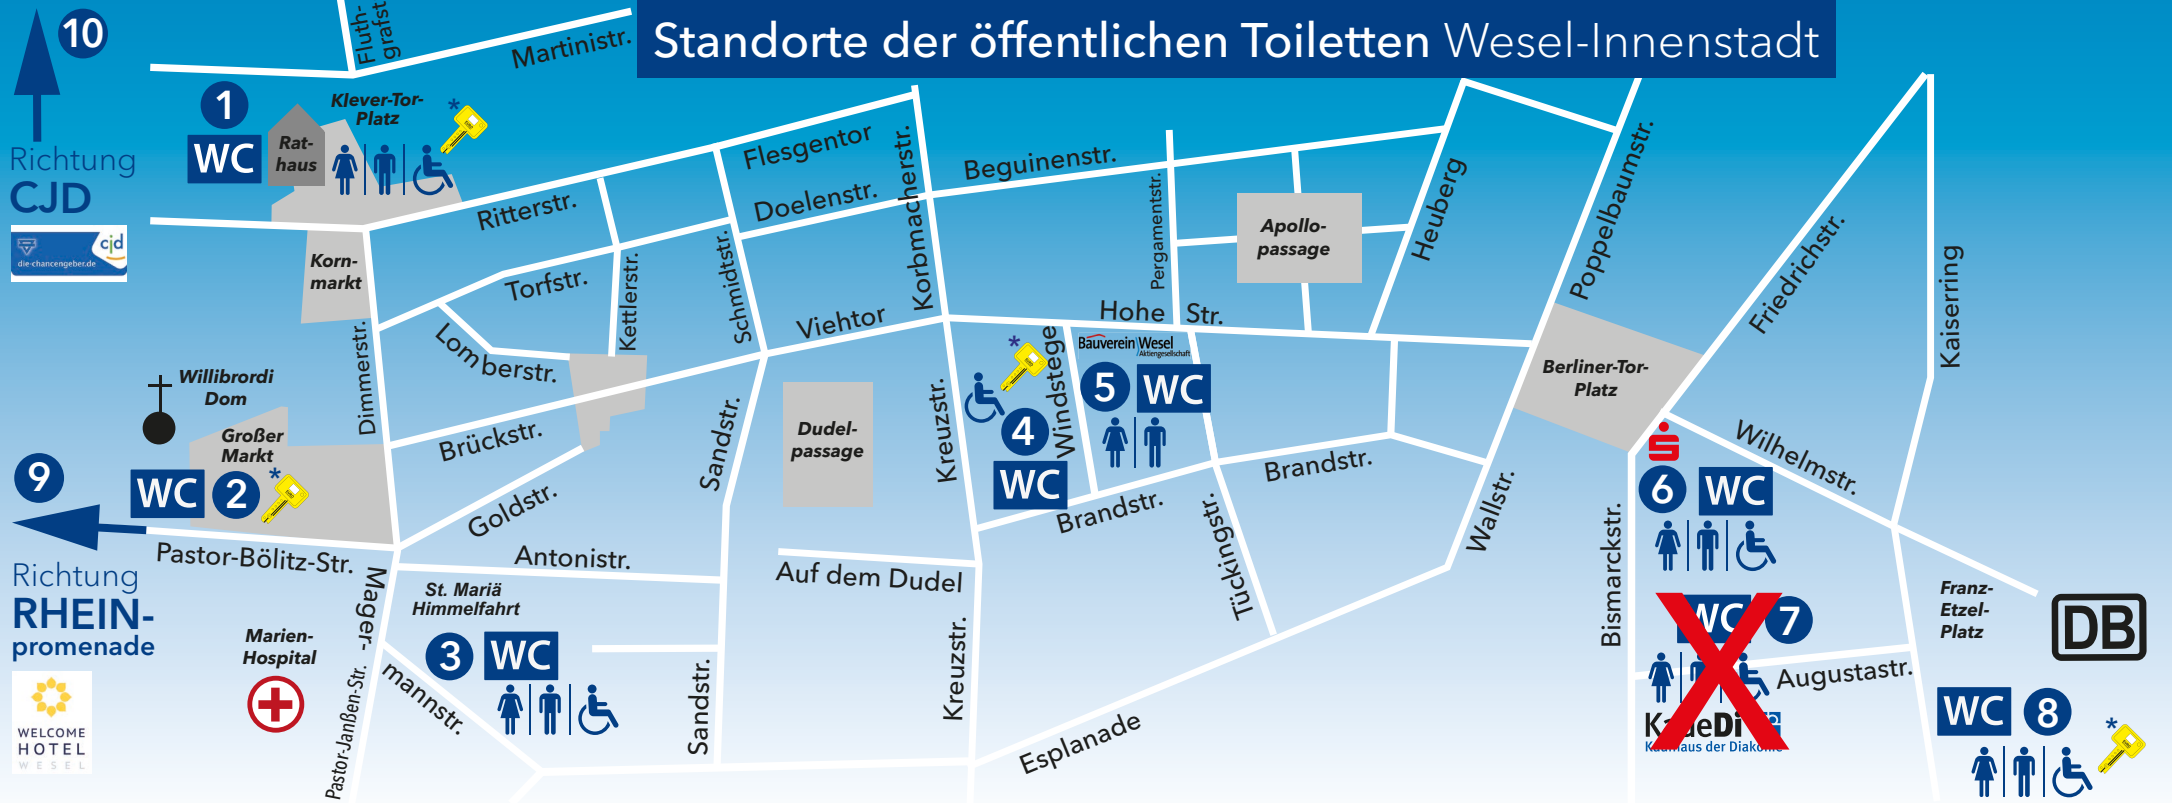 Standorte der öffentlichen Toiletten Wesel-Innenstadt
10
Richtung
CJD
cjd
die-chancengeber.de
Fluth-
grafst
Martinistr.
1
WC
Rat-
haus
Klever-Tor-
Platz
*
Ritterstr.
Flesgentor
Doelenstr.
Korbmacherstr.
Beguinenstr.
Pergamentstr.
Apollo-
passage
Heuberg
Poppelbaumstr.
Friedrichstr.
Kaiserring
Korn-
markt
Torfstr.
Kettlerstr.
Schmidtstr.
Viehtor
Hohe Str.
Dimmerstr.
Lomberstr.
Willibrordi
Dom
Großer
Markt
*
WC
2
9
Brückstr.
Goldstr.
Sandstr.
Dudel-
passage
Kreuzstr.
*
4
WC
Windstege
Bauverein Wesel
Aktiengesellschaft
5
WC
Brandstr.
Brandstr.
Tückingstr.
Wallstr.
Berliner-Tor-
Platz
Wilhelmstr.
6
WC
Bismarckstr.
Pastor-Bölitz-Str.
Richtung
RHEIN-
promenade
WELCOME
HOTEL
WESEL
Antonistr.
Auf dem Dudel
St. Mariä
Himmelfahrt
3
WC
Marien-
Hospital
Mager-
mannstr.
Pastor-Janßen-Str.
Sandstr.
Kreuzstr.
Esplanade
WC
7
Augustastr.
Kaufhaus der Diakonie
Franz-
Etzel-
Platz
DB
WC
8
*